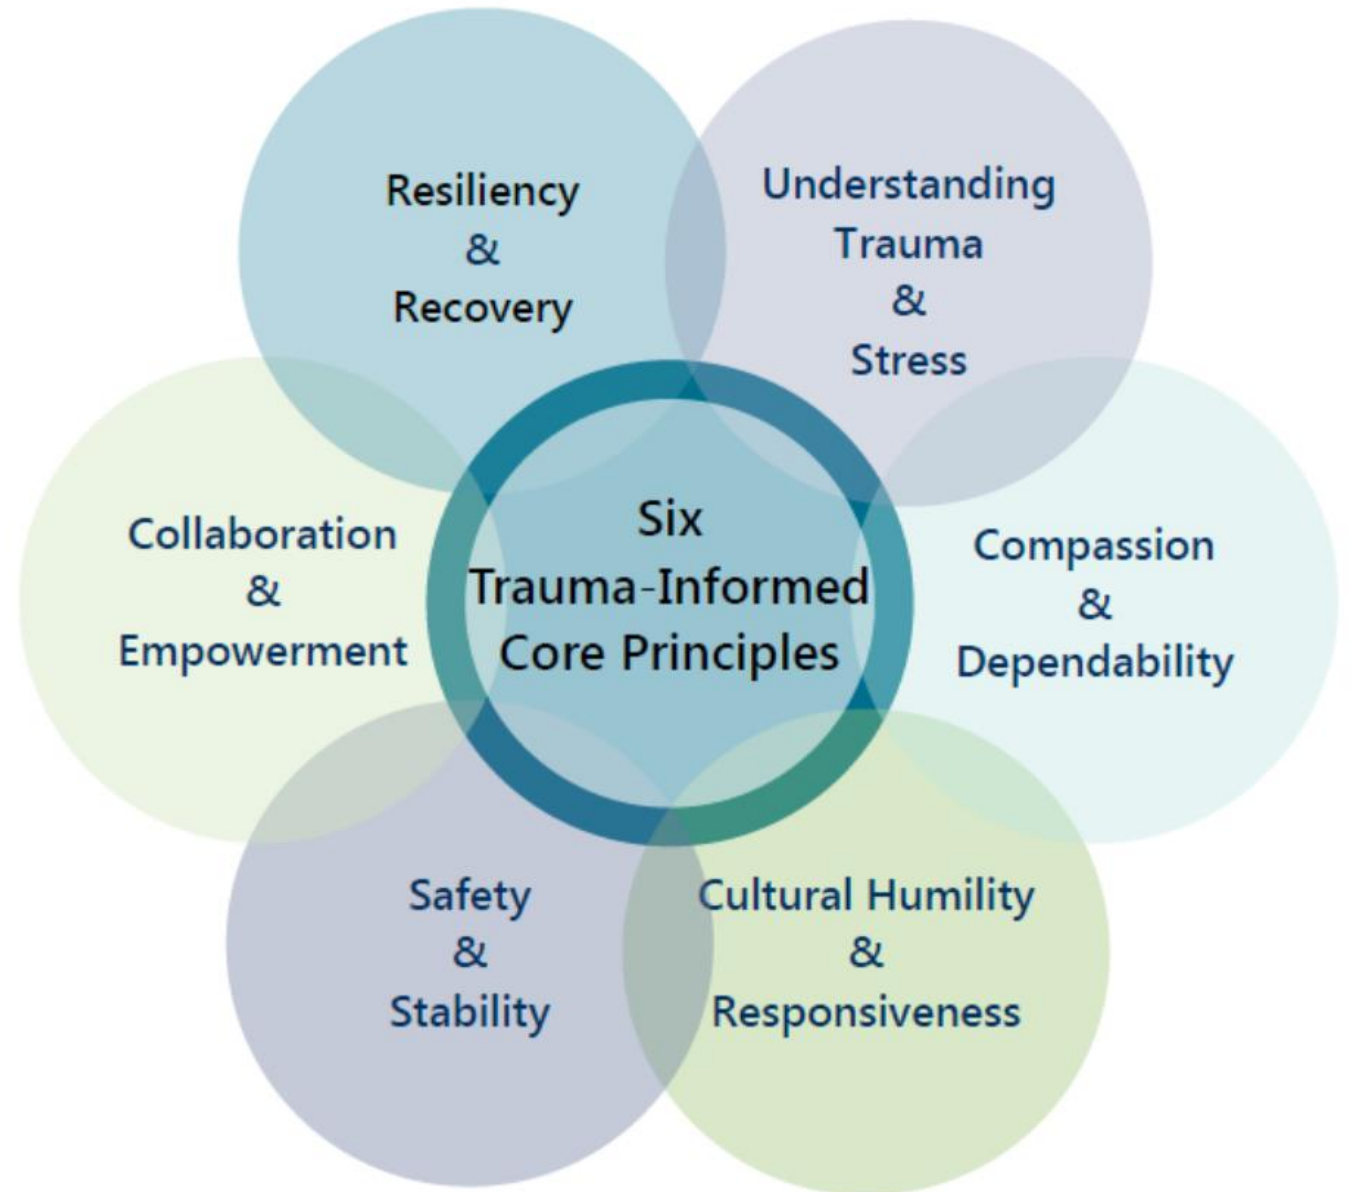 Resiliency
&
Recovery
Understanding
Trauma
&
Stress
Collaboration
&
Empowerment
Six
Trauma-Informed
Core Principles
Compassion
&
Dependability
Safety
&
Stability
Cultural Humility
&
Responsiveness